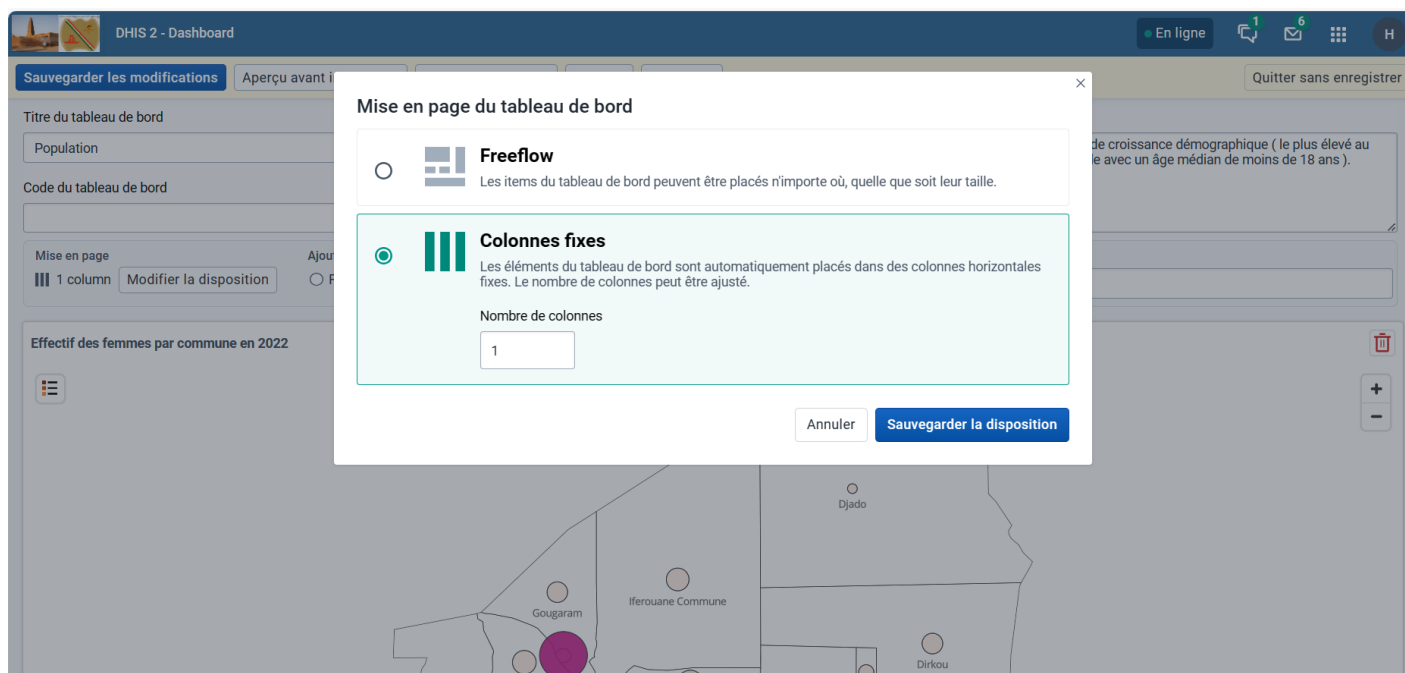 DHIS 2 - Dashboard
En ligne
1
6
H
Sauvegarder les modifications
Aperçu avant
Quitter sans enregistrer
Mise en page du tableau de bord
Titre du tableau de bord
Population
de croissance démographique ( le plus élevé au
avec un âge médian de moins de 18 ans ).
Code du tableau de bord
Freeflow
Les items du tableau de bord peuvent être placés n'importe où, quelle que soit leur taille.
Colonnes fixes
Les éléments du tableau de bord sont automatiquement placés dans des colonnes horizontales
fixes. Le nombre de colonnes peut être ajusté.
Nombre de colonnes
1
Annuler
Sauvegarder la disposition
Mise en page
1 column
Modifier la disposition
Effectif des femmes par commune en 2022
+
−
Djado
Iferouane Commune
Gougaram
Dirkou